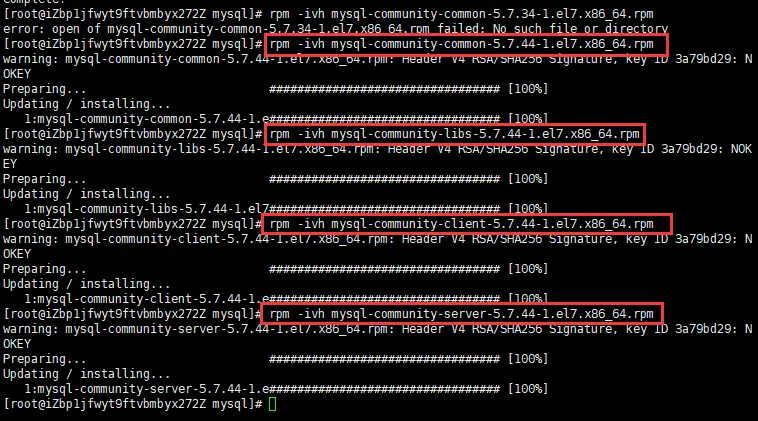 Complete!
[root@iZbp1jfwyt9ftvbmbyx272Z mysql]# rpm -ivh mysql-community-common-5.7.34-1.el7.x86_64.rpm
error: open of mysql-community-common-5.7.34-1.el7.x86_64.rpm failed: No such file or directory
[root@iZbp1jfwyt9ftvbmbyx272Z mysql]# rpm -ivh mysql-community-common-5.7.44-1.el7.x86_64.rpm
warning: mysql-community-common-5.7.44-1.el7.x86_64.rpm: Header V4 RSA/SHA256 Signature, key ID 3a79bd29: N
OKEY
Preparing... ################################# [100%]
Updating / installing...
1:mysql-community-common-5.7.44-1.e################################# [100%]
[root@iZbp1jfwyt9ftvbmbyx272Z mysql]# rpm -ivh mysql-community-libs-5.7.44-1.el7.x86_64.rpm
warning: mysql-community-libs-5.7.44-1.el7.x86_64.rpm: Header V4 RSA/SHA256 Signature, key ID 3a79bd29: NOK
EY
Preparing... ################################# [100%]
Updating / installing...
1:mysql-community-libs-5.7.44-1.el7################################# [100%]
[root@iZbp1jfwyt9ftvbmbyx272Z mysql]# rpm -ivh mysql-community-client-5.7.44-1.el7.x86_64.rpm
warning: mysql-community-client-5.7.44-1.el7.x86_64.rpm: Header V4 RSA/SHA256 Signature, key ID 3a79bd29: N
OKEY
Preparing... ################################# [100%]
Updating / installing...
1:mysql-community-client-5.7.44-1.e################################# [100%]
[root@iZbp1jfwyt9ftvbmbyx272Z mysql]# rpm -ivh mysql-community-server-5.7.44-1.el7.x86_64.rpm
warning: mysql-community-server-5.7.44-1.el7.x86_64.rpm: Header V4 RSA/SHA256 Signature, key ID 3a79bd29: N
OKEY
Preparing... ################################# [100%]
Updating / installing...
1:mysql-community-server-5.7.44-1.e################################# [100%]
[root@iZbp1jfwyt9ftvbmbyx272Z mysql]#